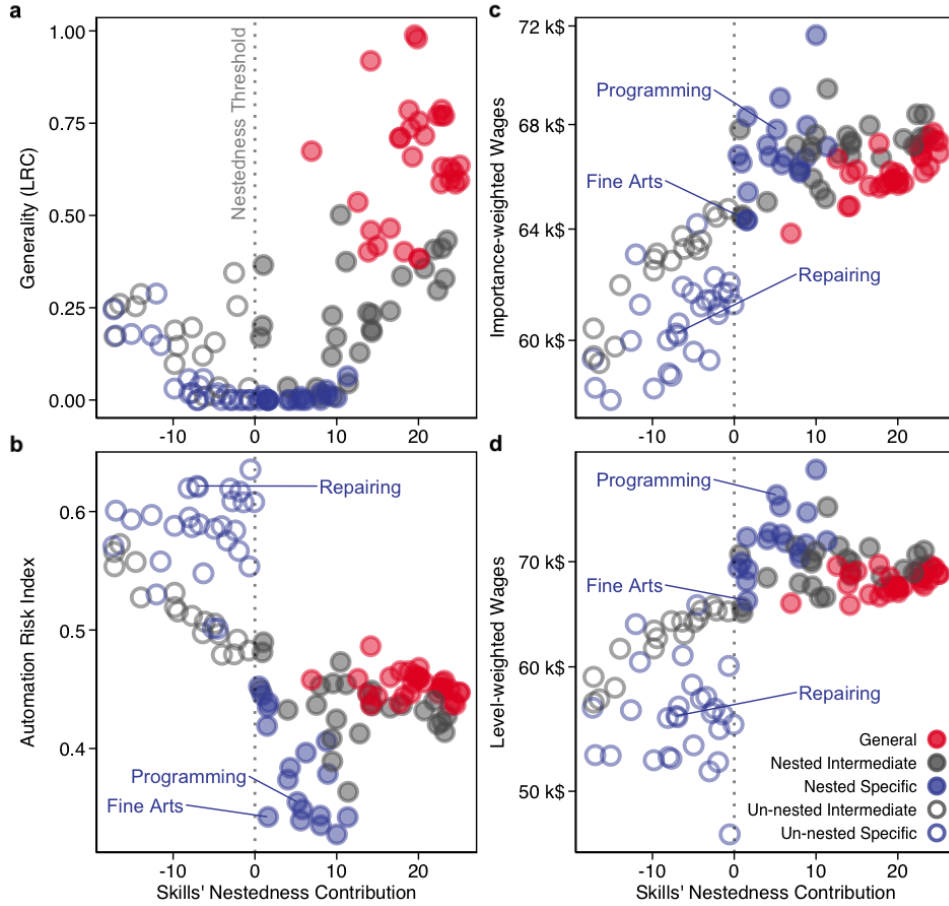 a
Generality (LRC)
1.00
0.75
0.50
0.25
0.00
Nestedness Threshold
-10
0
10
20
c
Importance-weighted Wages
72 k$
68 k$
64 k$
60 k$
Programming
Fine Arts
Repairing
-10
0
10
20
b
Automation Risk Index
0.6
0.5
0.4
Repairing
Programming
Fine Arts
-10
0
10
20
Skills' Nestedness Contribution
d
Level-weighted Wages
70 k$
60 k$
50 k$
Programming
Fine Arts
Repairing
General
Nested Intermediate
Nested Specific
Un-nested Intermediate
Un-nested Specific
-10
0
10
20
Skills' Nestedness Contribution